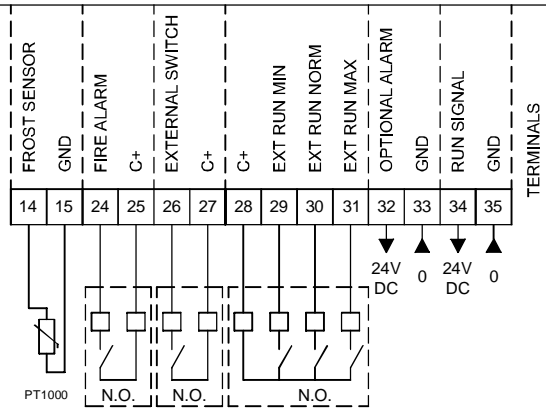 FROST SENSOR
GND
FIRE ALARM
C+
EXTERNAL SWITCH
C+
C+
EXT RUN MIN
EXT RUN NORM
EXT RUN MAX
OPTIONAL ALARM
GND
RUN SIGNAL
GND
TERMINALS
14 15 24 25 26 27 28 29 30 31 32 33 34 35
24V
DC
0
24V
DC
0
PT1000
N.O.
N.O.
N.O.